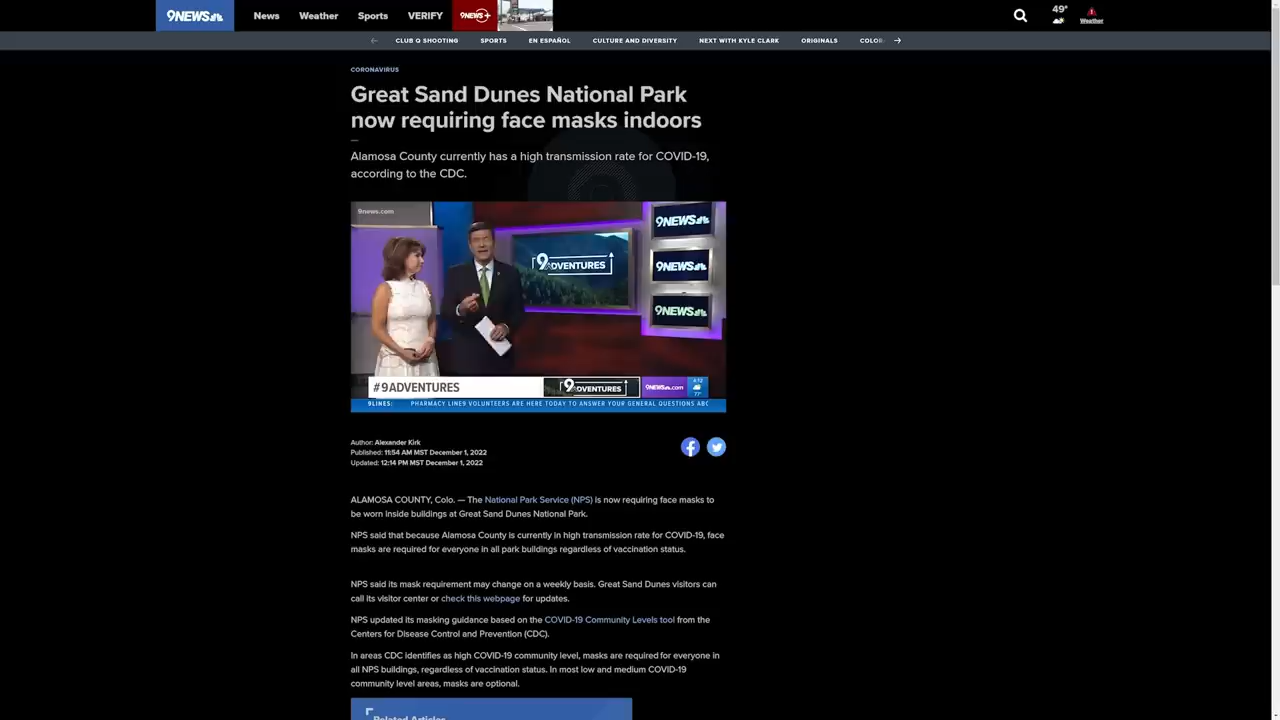 9NEWS
News
Weather
Sports
VERIFY
9NEWS+
49°
Weather
CLUB Q SHOOTING
SPORTS
EN ESPAÑOL
CULTURE AND DIVERSITY
NEXT WITH KYLE CLARK
ORIGINALS
COLOR
CORONAVIRUS
Great Sand Dunes National Park
now requiring face masks indoors
Alamosa County currently has a high transmission rate for COVID-19,
according to the CDC.
9news.com
9NEWS
9ADVENTURES
9NEWS
9NEWS
#9ADVENTURES
9ADVENTURES
9NEWS.com
6:12
77°
9LINES: PHARMACY LINE9 VOLUNTEERS ARE HERE TODAY TO ANSWER YOUR GENERAL QUESTIONS ABO
Author: Alexander Kirk
Published: 11:54 AM MST December 1, 2022
Updated: 12:14 PM MST December 1, 2022
ALAMOSA COUNTY, Colo. — The National Park Service (NPS) is now requiring face masks to
be worn inside buildings at Great Sand Dunes National Park.
NPS said that because Alamosa County is currently in high transmission rate for COVID-19, face
masks are required for everyone in all park buildings regardless of vaccination status.
NPS said its mask requirement may change on a weekly basis. Great Sand Dunes visitors can
call its visitor center or check this webpage for updates.
NPS updated its masking guidance based on the COVID-19 Community Levels tool from the
Centers for Disease Control and Prevention (CDC).
In areas CDC identifies as high COVID-19 community level, masks are required for everyone in
all NPS buildings, regardless of vaccination status. In most low and medium COVID-19
community level areas, masks are optional.
Related Articles